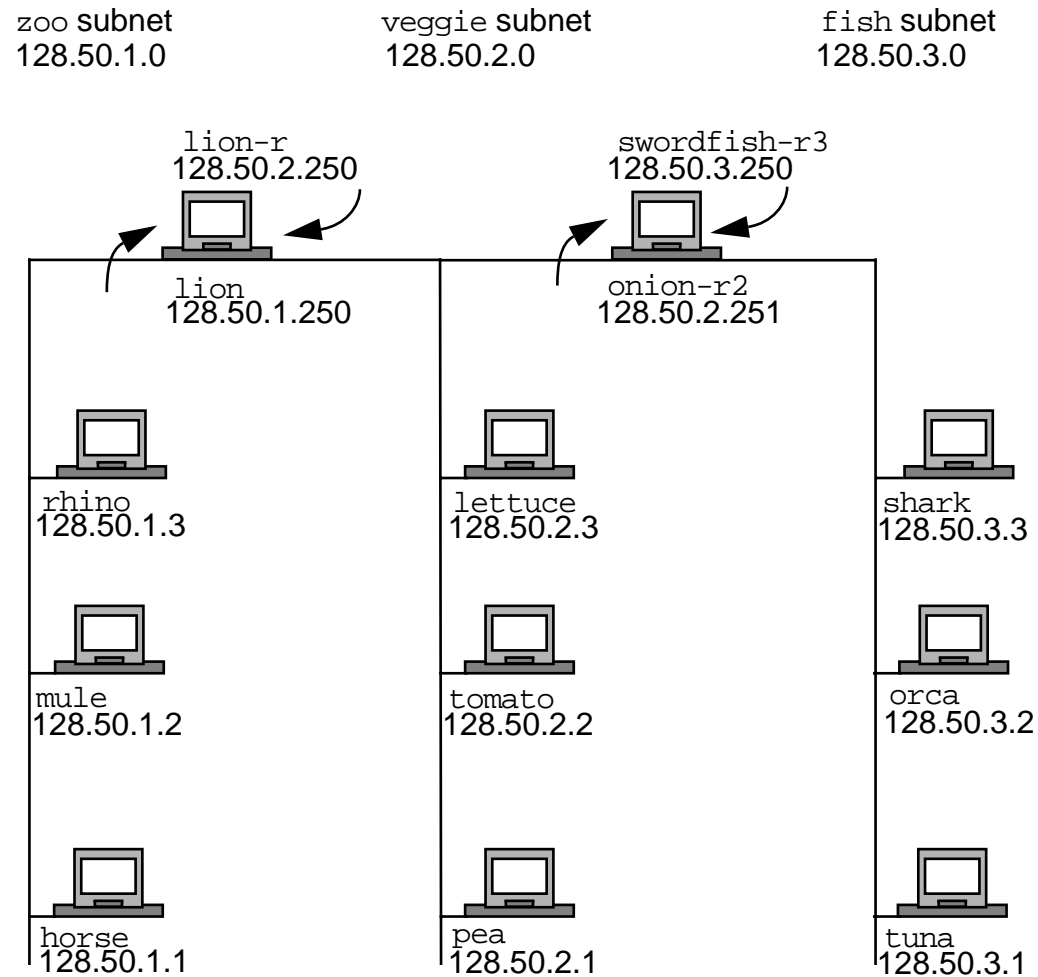 zoo subnet
128.50.1.0
veggie subnet
128.50.2.0
fish subnet
128.50.3.0
lion-r
128.50.2.250
swordfish-r3
128.50.3.250
lion
128.50.1.250
onion-r2
128.50.2.251
rhino
128.50.1.3
lettuce
128.50.2.3
shark
128.50.3.3
mule
128.50.1.2
tomato
128.50.2.2
orca
128.50.3.2
horse
128.50.1.1
pea
128.50.2.1
tuna
128.50.3.1